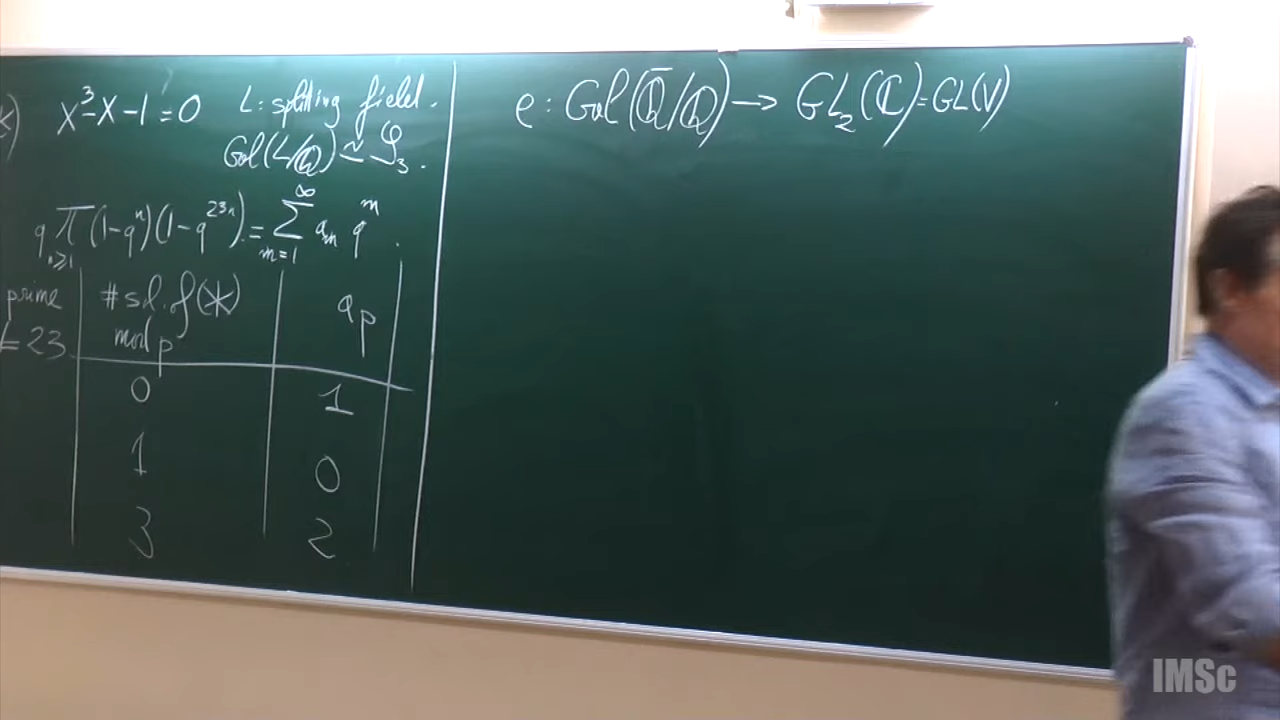 *) x³-x-1=0 L: splitting field.
Gal(L/ℚ) ≃ 𝒮₃.
q ∏_{n≥1} (1-qⁿ)(1-q²³ⁿ) = ∑_{m=1}^{∞} a_m q^m.
prime | # sol. of (*) mod p | a_p
≠ 23
0 | 1
1 | 0
3 | 2
ρ: Gal(ℚ̄/ℚ) → GL₂(ℂ) = GL(V)
IMSc